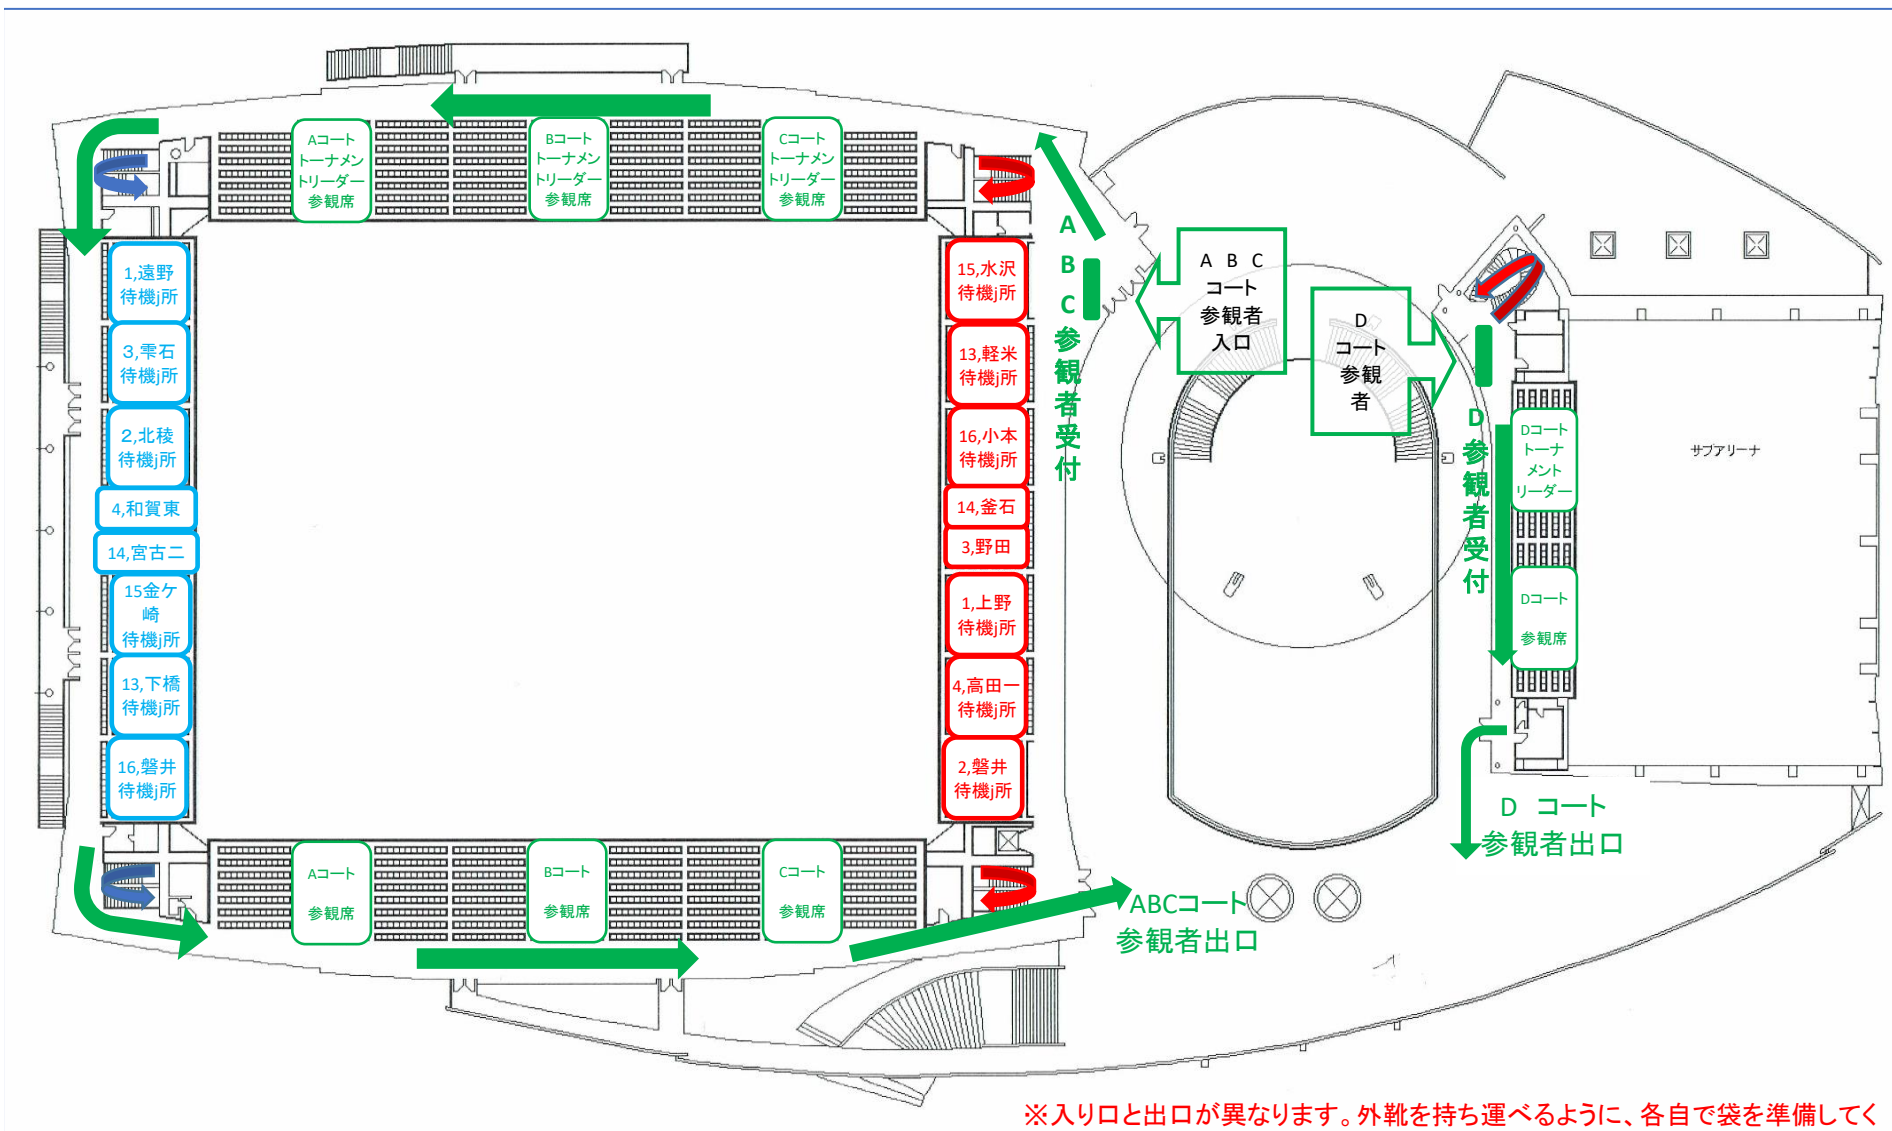 Aコート
トーナメン
トリーダー
参観席
Bコート
トーナメン
トリーダー
参観席
Cコート
トーナメン
トリーダー
参観席
1,遠野
待機j所
3,雫石
待機j所
2,北稜
待機j所
4,和賀東
14,宮古二
15金ケ
崎
待機j所
13,下橋
待機j所
16,磐井
待機j所
15,水沢
待機j所
13,軽米
待機j所
16,小本
待機j所
14,釜石
3,野田
1,上野
待機j所
4,高田一
待機j所
2,磐井
待機j所
Aコート
参観席
Bコート
参観席
Cコート
参観席
ABC参観者受付
A B C
コート
参観者
入口
D
コート
参観
者
D参観者受付
Dコート
トーナ
メント
リーダー
Dコート
参観席
サブアリーナ
D コート
参観者出口
ABCコート
参観者出口
※入り口と出口が異なります。外靴を持ち運べるように、各自で袋を準備してく